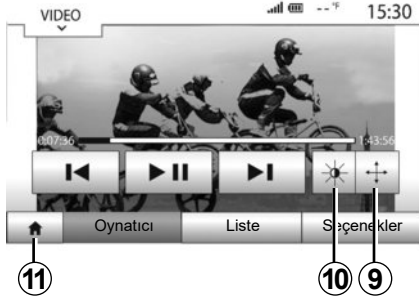 VIDEO
-- °F
15:30
0:07:36
1:43:56
Oynatıcı
Liste
Seçenekler
11
10
9